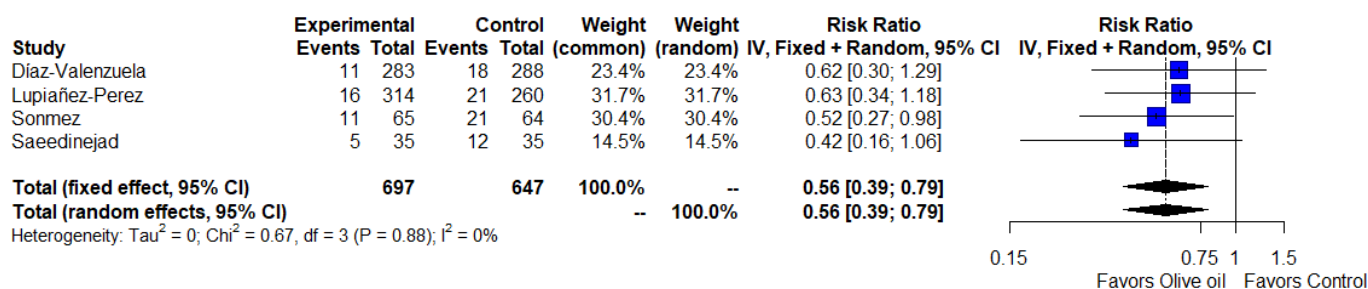 Experimental Control Weight Weight Risk Ratio Risk Ratio
Study Events Total Events Total (common) (random) IV, Fixed + Random, 95% CI IV, Fixed + Random, 95% CI
Díaz-Valenzuela 11 283 18 288 23.4% 23.4% 0.62 [0.30; 1.29]
Lupiañez-Perez 16 314 21 260 31.7% 31.7% 0.63 [0.34; 1.18]
Sonmez 11 65 21 64 30.4% 30.4% 0.52 [0.27; 0.98]
Saeedinejad 5 35 12 35 14.5% 14.5% 0.42 [0.16; 1.06]
Total (fixed effect, 95% CI) 697 647 100.0% -- 0.56 [0.39; 0.79]
Total (random effects, 95% CI) -- 100.0% 0.56 [0.39; 0.79]
Heterogeneity: Tau² = 0; Chi² = 0.67, df = 3 (P = 0.88); I² = 0%
0.15 0.75 1 1.5
Favors Olive oil Favors Control